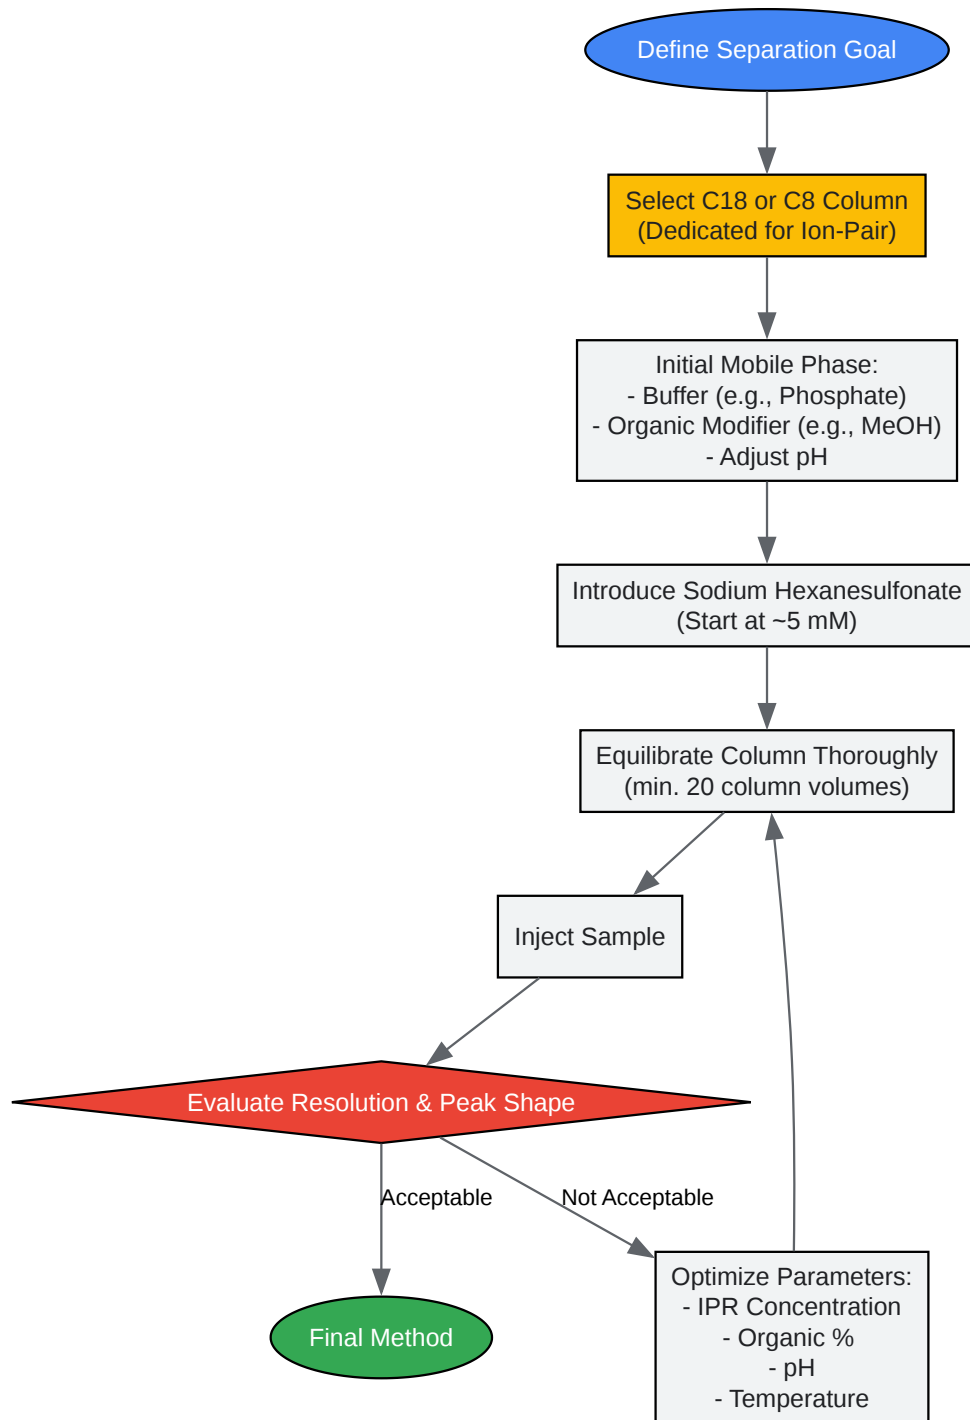 Define Separation Goal
Select C18 or C8 Column
(Dedicated for Ion-Pair)
Initial Mobile Phase:
- Buffer (e.g., Phosphate)
- Organic Modifier (e.g., MeOH)
- Adjust pH
Introduce Sodium Hexanesulfonate
(Start at ~5 mM)
Equilibrate Column Thoroughly
(min. 20 column volumes)
Inject Sample
Evaluate Resolution & Peak Shape
Acceptable
Not Acceptable
Final Method
Optimize Parameters:
- IPR Concentration
- Organic %
- pH
- Temperature